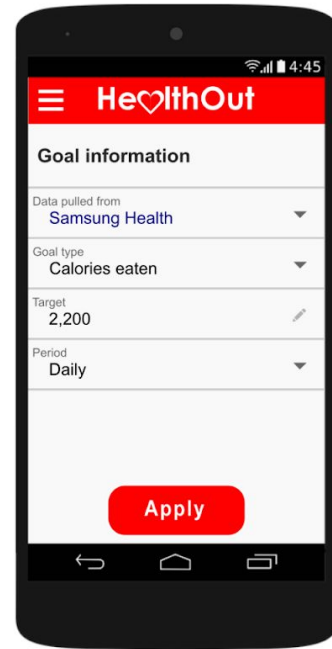 4:45
HealthOut
Goal information
Data pulled from
Samsung Health
Goal type
Calories eaten
Target
2,200
Period
Daily
Apply